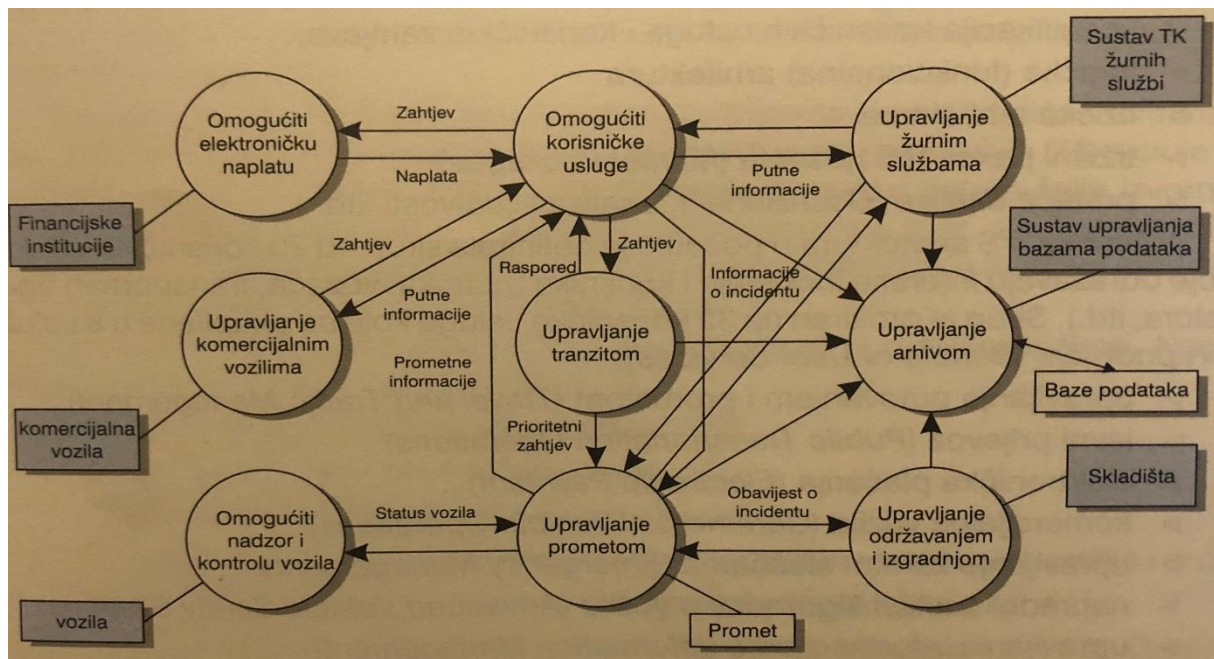 Sustav TK
žurnih
službi
Omogućiti
elektroničku
naplatu
Zahtjev
Naplata
Omogućiti
korisničke
usluge
Putne
informacije
Upravljanje
žurnim
službama
Financijske
institucije
Zahtjev
Raspored
Zahtjev
Informacije
o incidentu
Sustav upravljanja
bazama podataka
Upravljanje
komercijalnim
vozilima
Putne
informacije
Prometne
informacije
Upravljanje
tranzitom
Upravljanje
arhivom
Baze podataka
komercijalna
vozila
Prioritetni
zahtjev
Skladišta
Omogućiti
nadzor i
kontrolu vozila
Status vozila
Upravljanje
prometom
Obavijest o
incidentu
Upravljanje
održavanjem
i izgradnjom
vozila
Promet